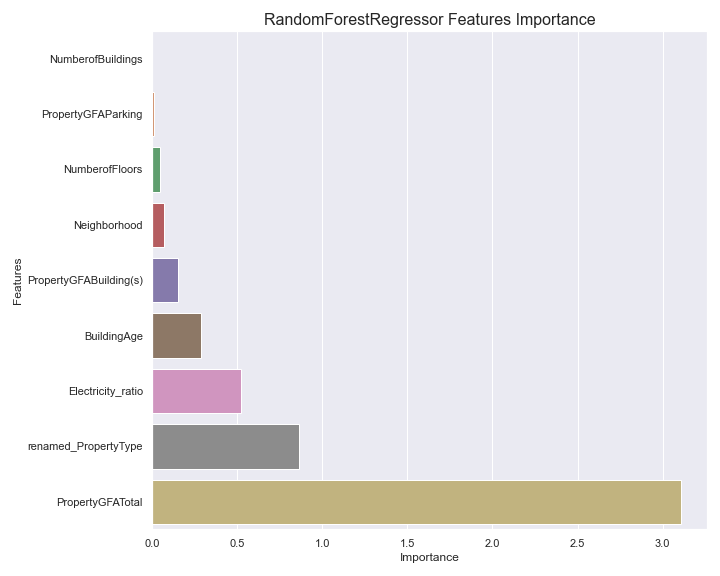 RandomForestRegressor Features Importance
Features
NumberofBuildings
PropertyGFAParking
NumberofFloors
Neighborhood
PropertyGFABuilding(s)
BuildingAge
Electricity_ratio
renamed_PropertyType
PropertyGFATotal
0.0 0.5 1.0 1.5 2.0 2.5 3.0
Importance